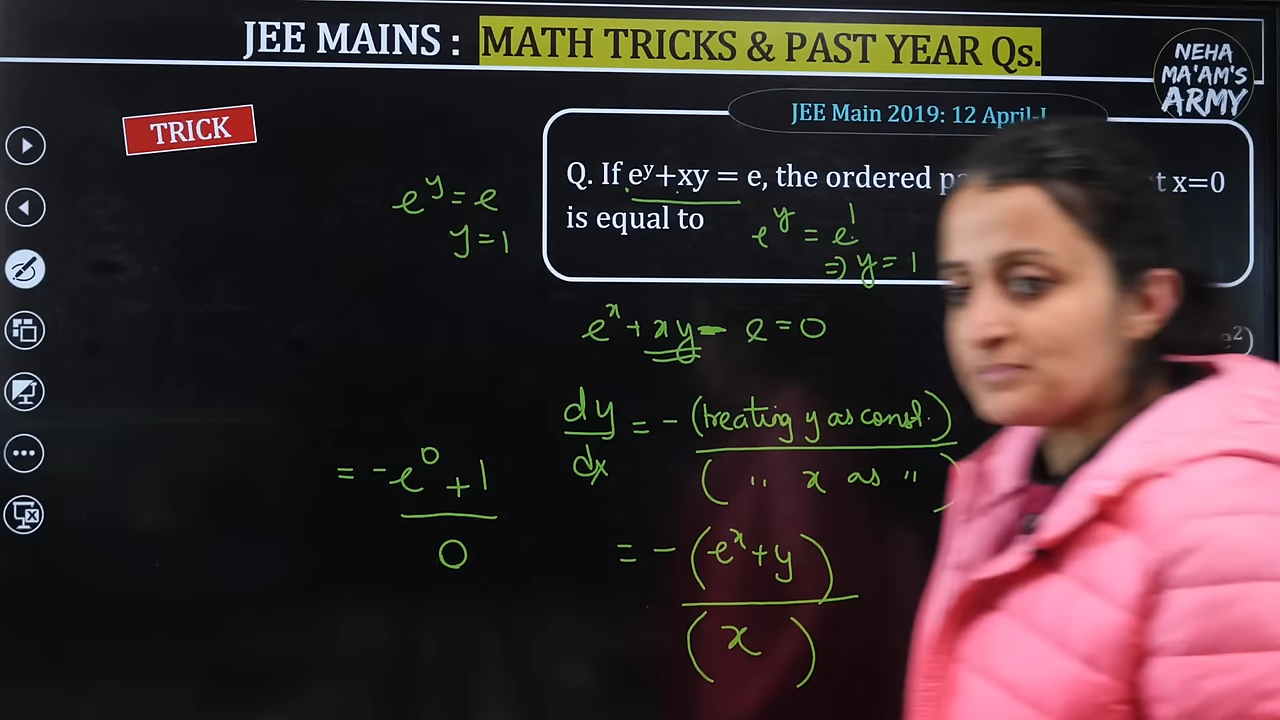 JEE MAINS : MATH TRICKS & PAST YEAR Qs.
NEHA
MA'AM'S
ARMY
TRICK
JEE Main 2019: 12 April-I
Q. If eʸ+xy = e, the ordered t x=0
is equal to
eʸ = e¹
⇒ y = 1
eʸ = e
y = 1
eˣ + xy - e = 0
e²)
dy/dx = - (treating y as const.)/( " x as " )
= - (eˣ + y)/(x)
= -e⁰ + 1/0